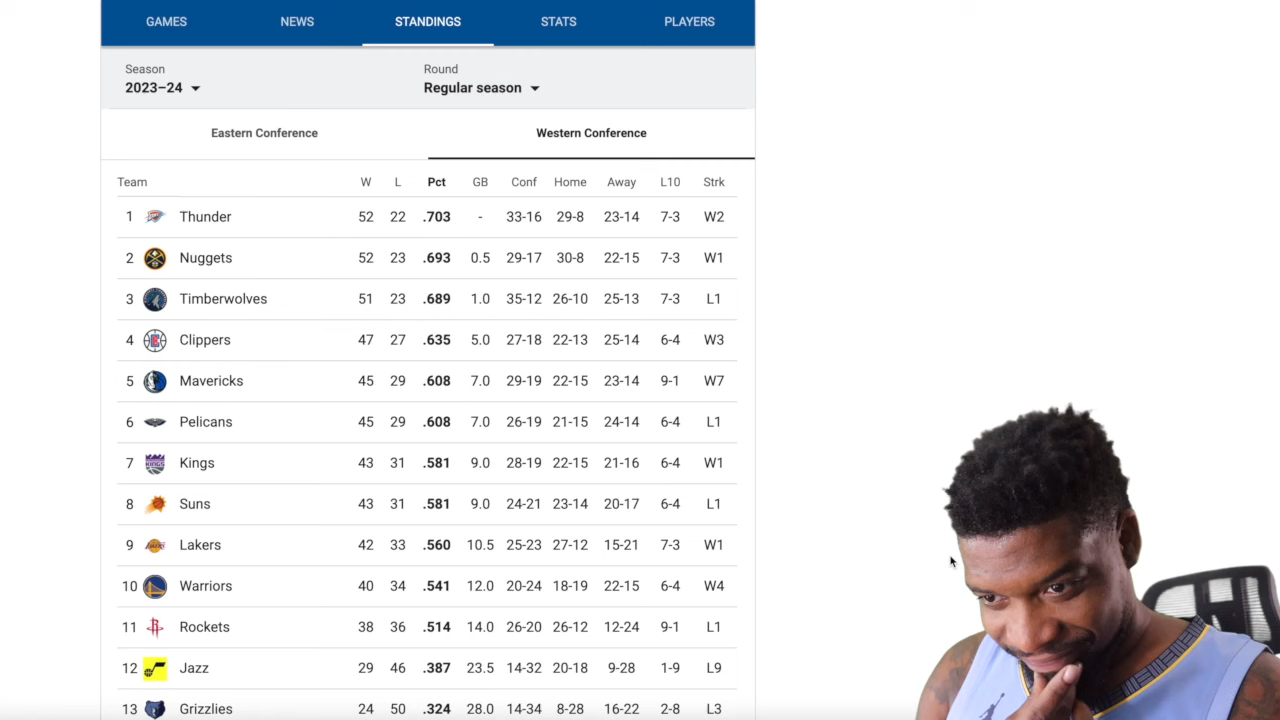 GAMES NEWS STANDINGS STATS PLAYERS
Season Round
2023–24 Regular season
Eastern Conference Western Conference
Team W L Pct GB Conf Home Away L10 Strk
1 Thunder 52 22 .703 - 33-16 29-8 23-14 7-3 W2
2 Nuggets 52 23 .693 0.5 29-17 30-8 22-15 7-3 W1
3 Timberwolves 51 23 .689 1.0 35-12 26-10 25-13 7-3 L1
4 Clippers 47 27 .635 5.0 27-18 22-13 25-14 6-4 W3
5 Mavericks 45 29 .608 7.0 29-19 22-15 23-14 9-1 W7
6 Pelicans 45 29 .608 7.0 26-19 21-15 24-14 6-4 L1
7 Kings 43 31 .581 9.0 28-19 22-15 21-16 6-4 W1
8 Suns 43 31 .581 9.0 24-21 23-14 20-17 6-4 L1
9 Lakers 42 33 .560 10.5 25-23 27-12 15-21 7-3 W1
10 Warriors 40 34 .541 12.0 20-24 18-19 22-15 6-4 W4
11 Rockets 38 36 .514 14.0 26-20 26-12 12-24 9-1 L1
12 Jazz 29 46 .387 23.5 14-32 20-18 9-28 1-9 L9
13 Grizzlies 24 50 .324 28.0 14-34 8-28 16-22 2-8 L3